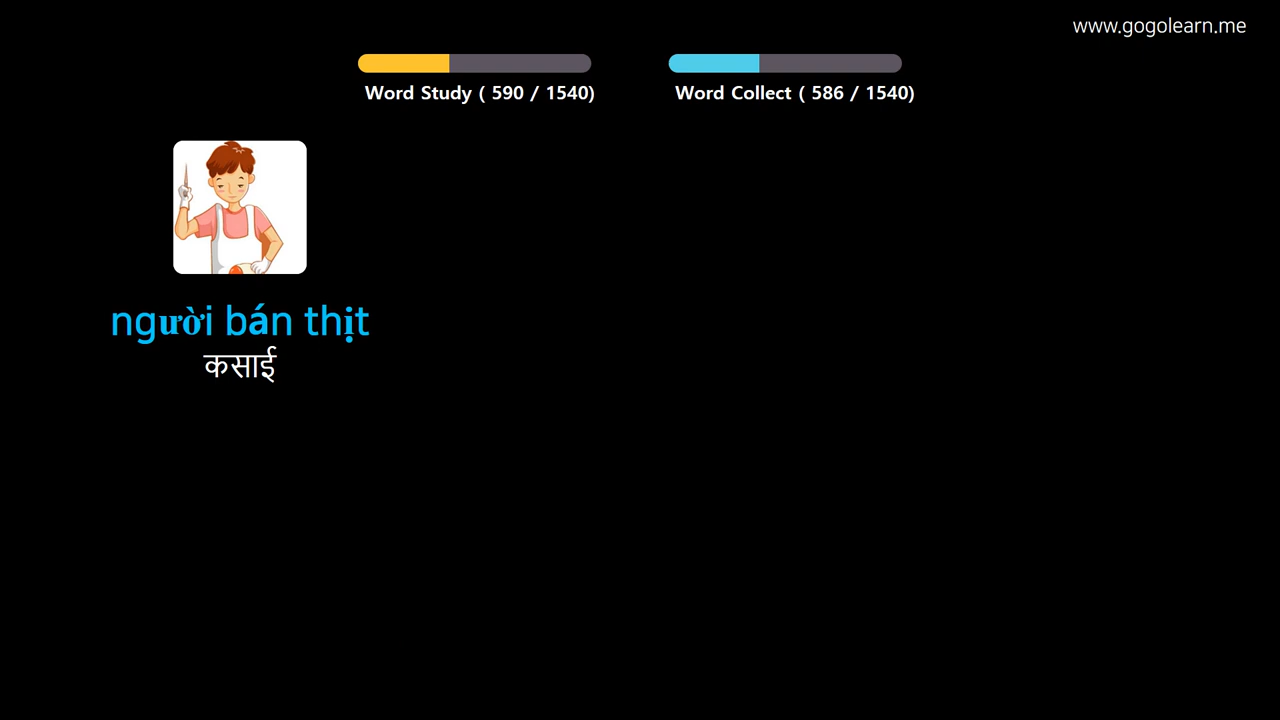 www.gogolearn.me
Word Study ( 590 / 1540)
Word Collect ( 586 / 1540)
người bán thịt
कसाई